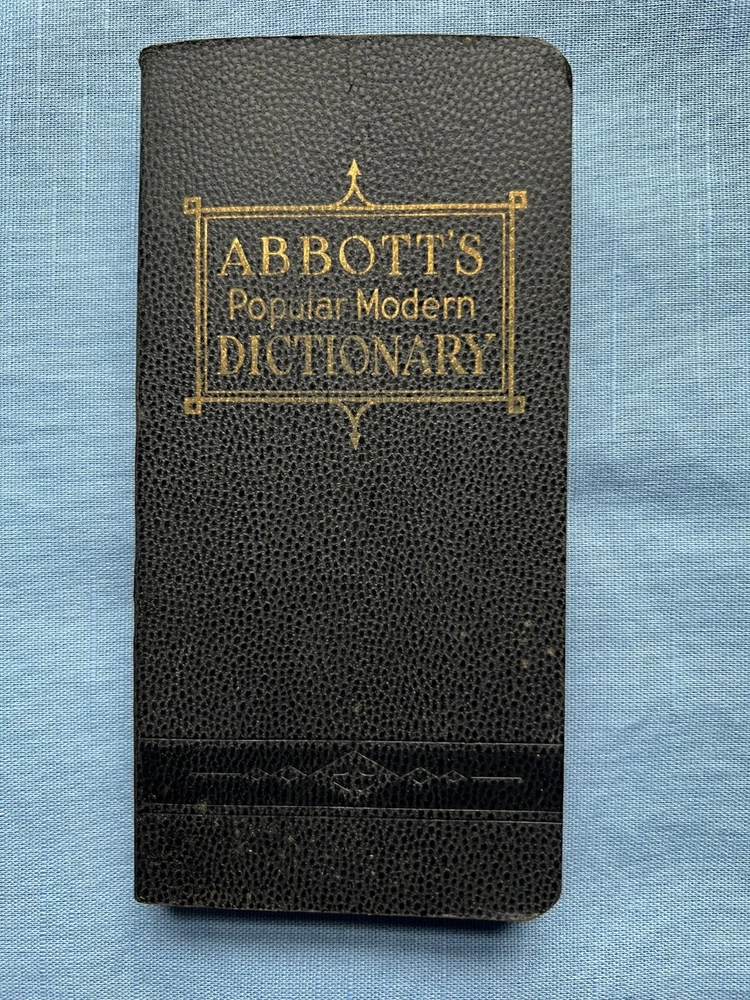 ABBOTT'S
Popular Modern
DICTIONARY